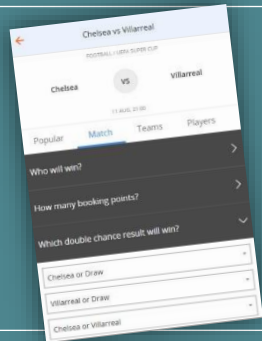 Chelsea vs Villarreal
FOOTBALL / UEFA SUPER CUP
Chelsea
VS
Villarreal
11 AUG, 21:00
Popular
Match
Teams
Players
Who will win?
How many booking points?
Which double chance result will win?
Chelsea or Draw
Villarreal or Draw
Chelsea or Villarreal